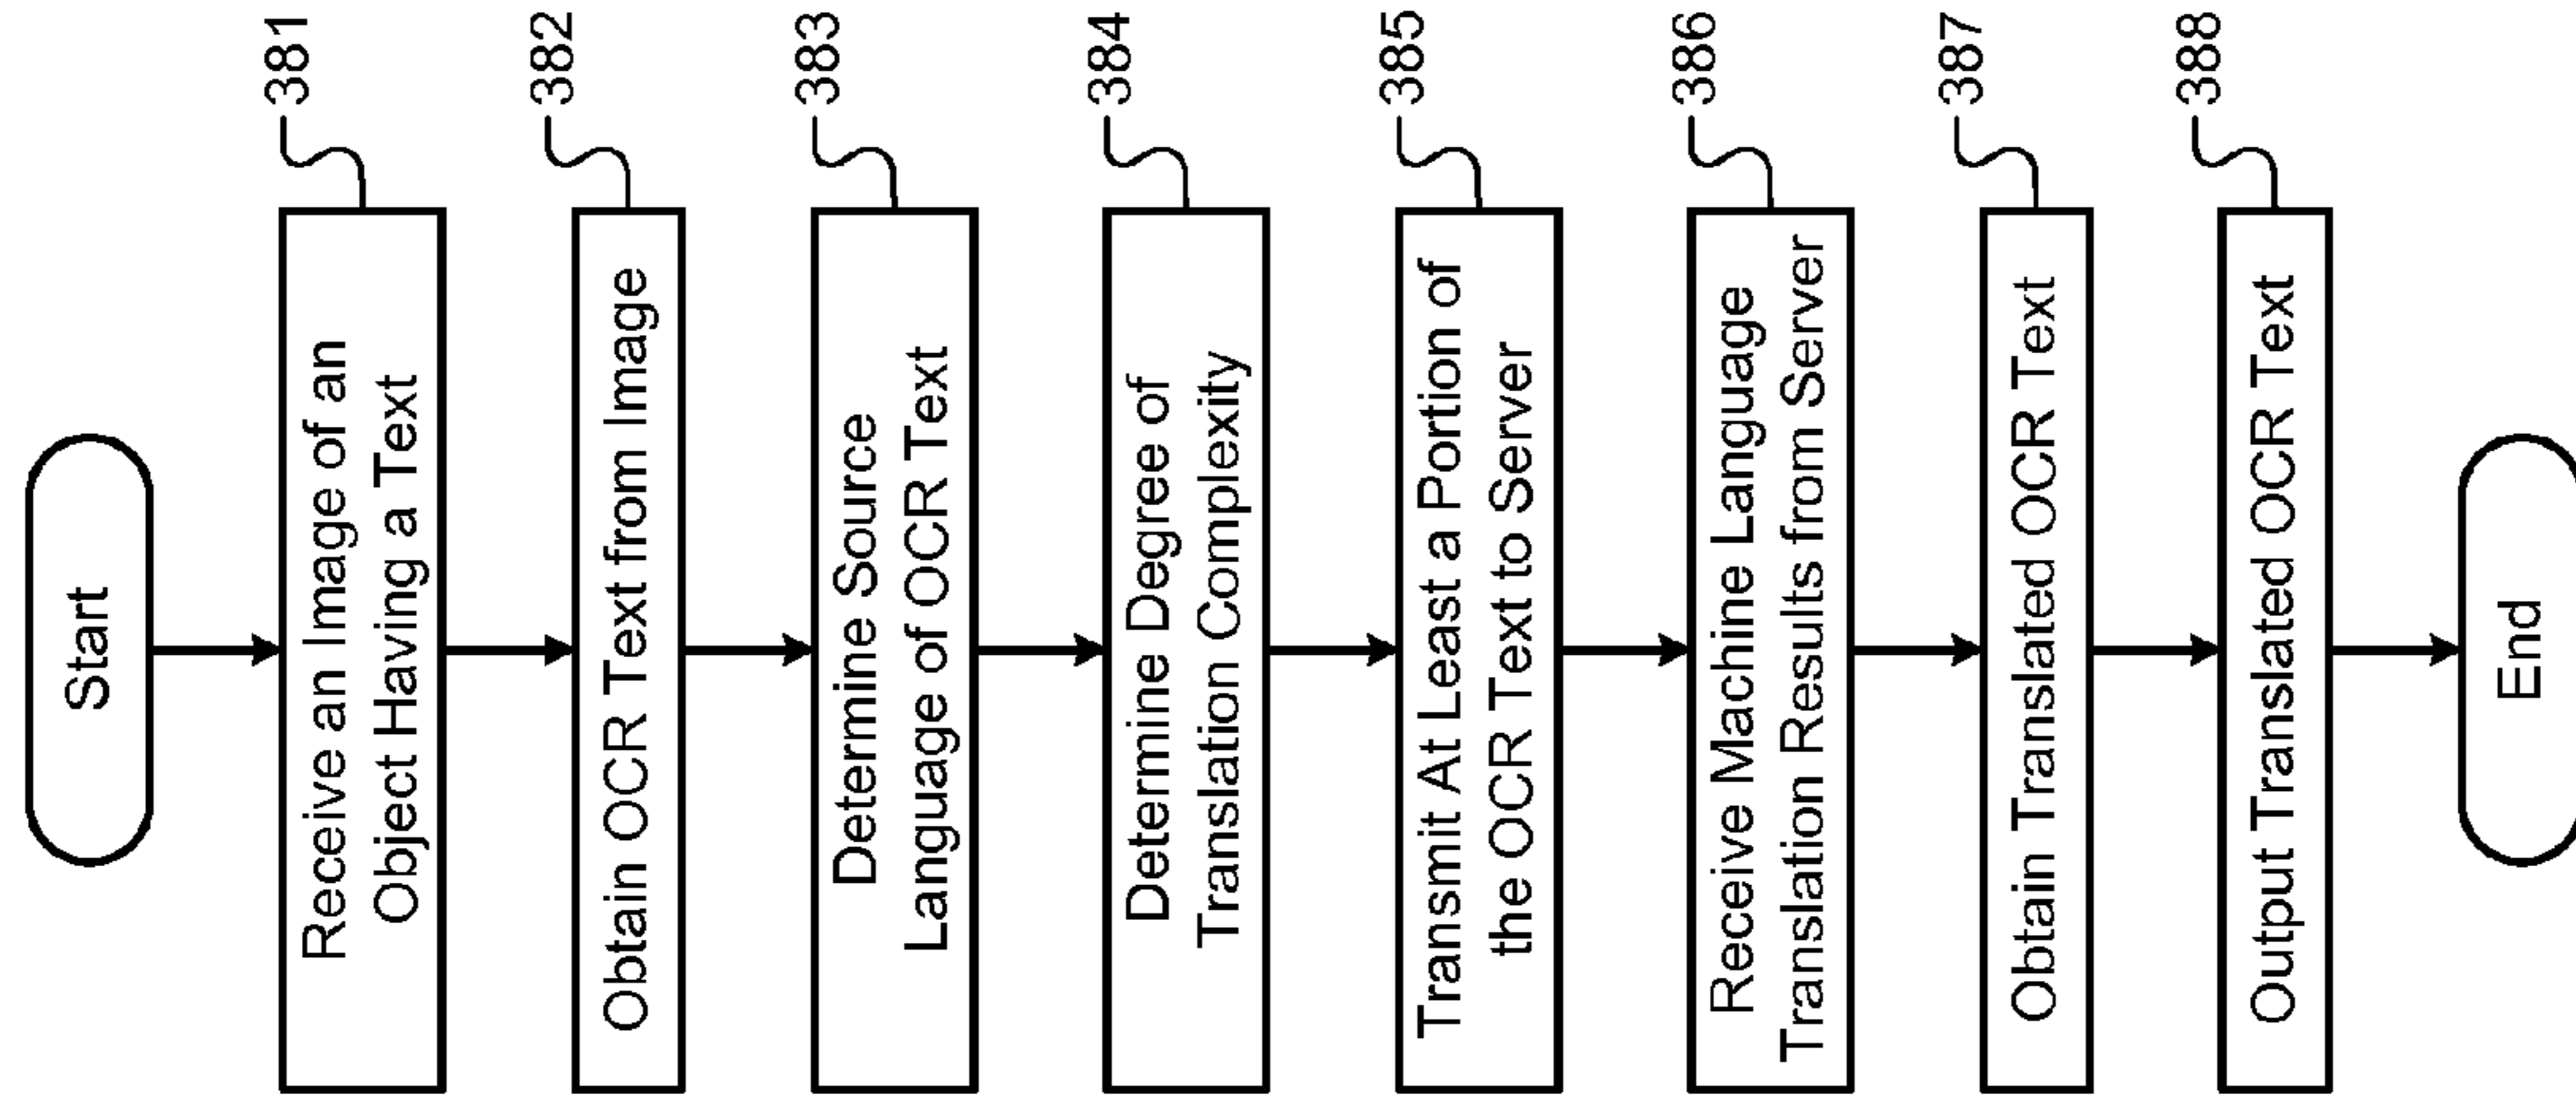 Start
Receive an Image of an
Object Having a Text
381
Obtain OCR Text from Image
382
Determine Source
Language of OCR Text
383
Determine Degree of
Translation Complexity
384
Transmit At Least a Portion of
the OCR Text to Server
385
Receive Machine Language
Translation Results from Server
386
Obtain Translated OCR Text
387
Output Translated OCR Text
388
End